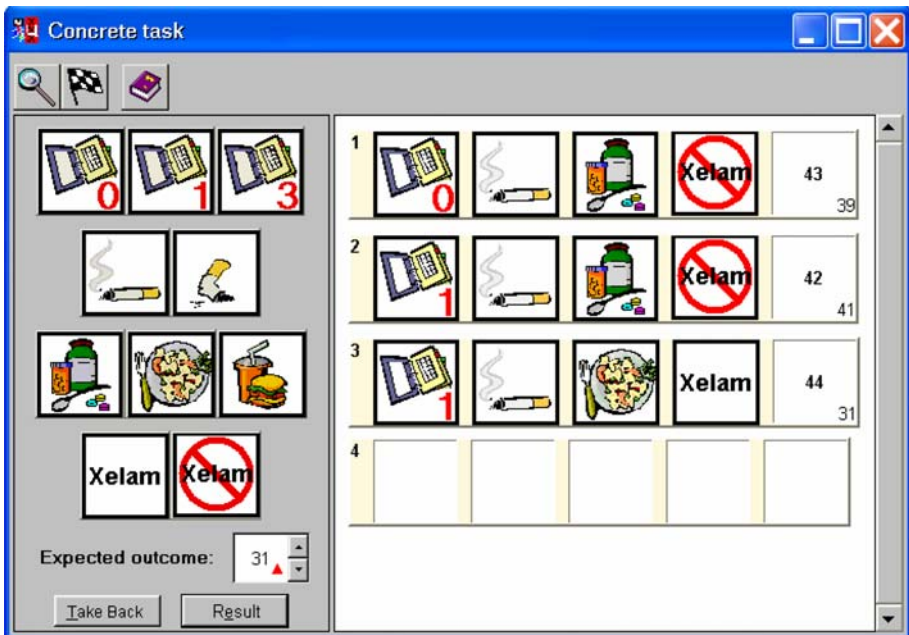 Concrete task
0 1 3
Xelam Xelam
Expected outcome: 31
Take Back Result
1 0 Xelam 43 39
2 1 Xelam 42 41
3 1 Xelam 44 31
4